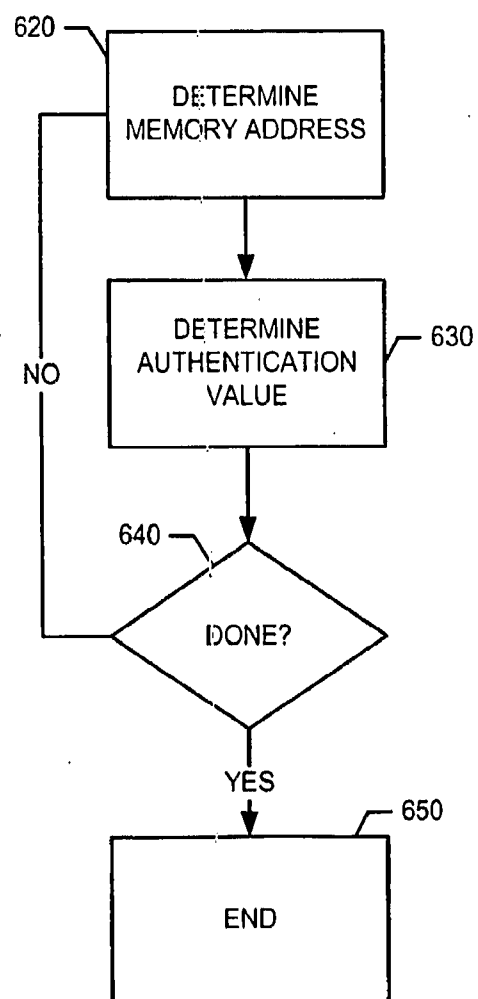 620
DETERMINE
MEMORY ADDRESS
DETERMINE
AUTHENTICATION
VALUE
630
NO
640
DONE?
YES
650
END